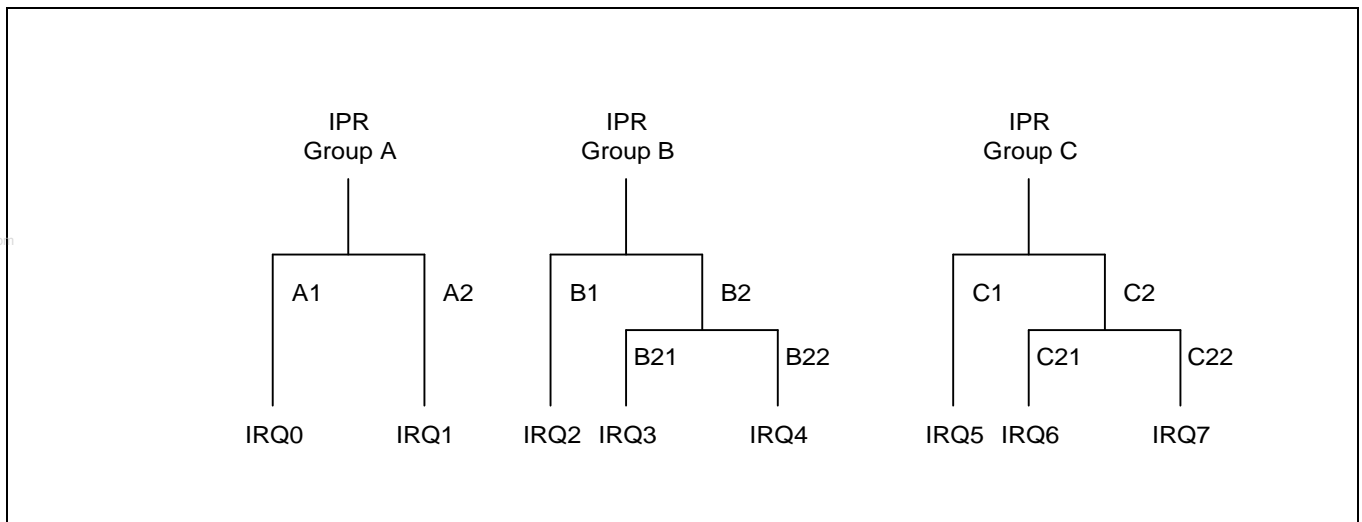 IPR
Group A
IPR
Group B
IPR
Group C
A1
A2
B1
B2
C1
C2
B21
B22
C21
C22
IRQ0
IRQ1
IRQ2
IRQ3
IRQ4
IRQ5
IRQ6
IRQ7